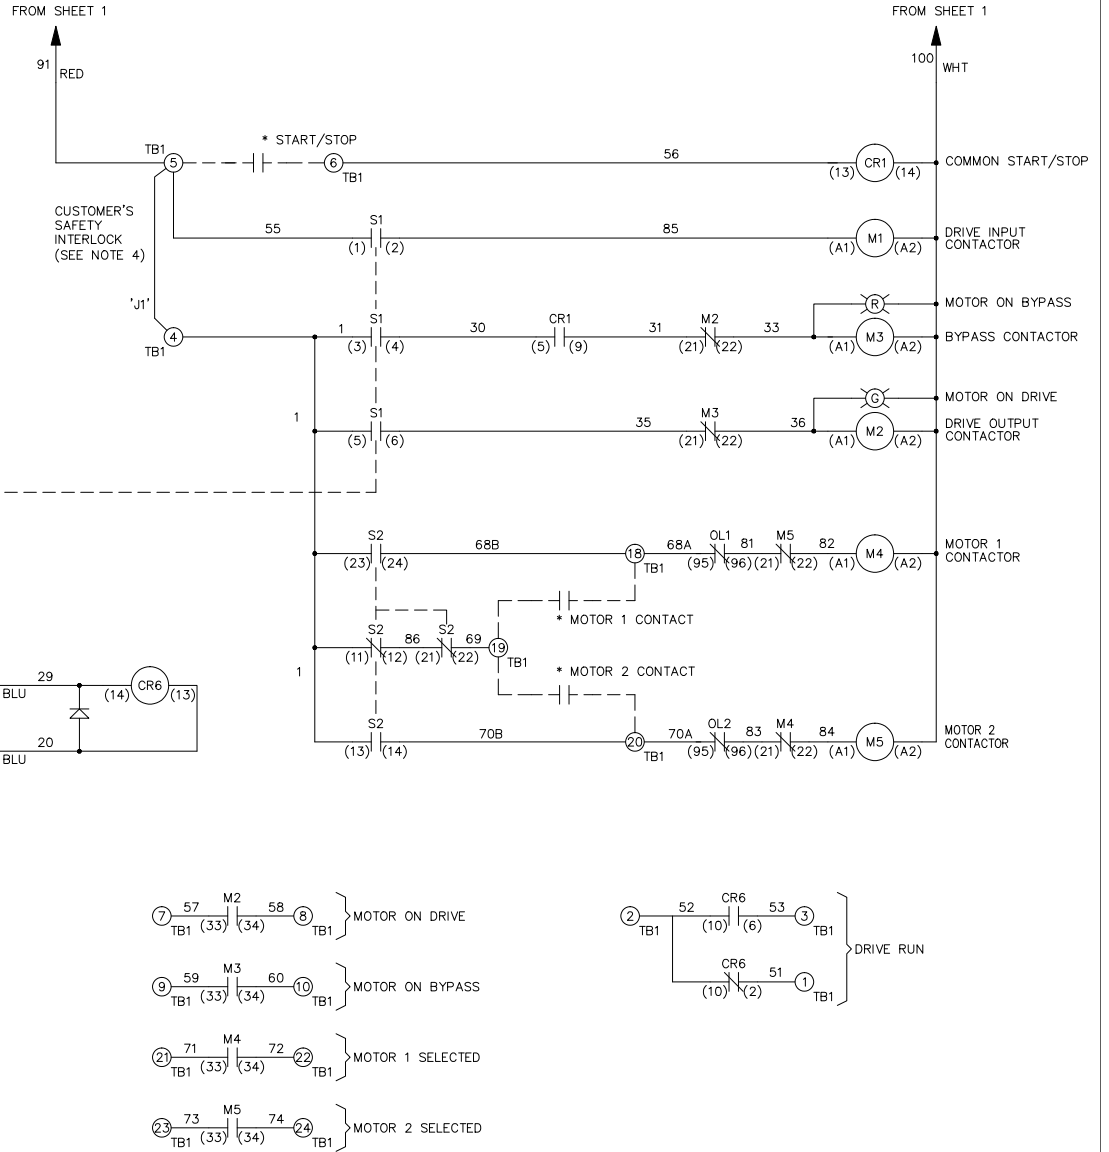 FROM SHEET 1
FROM SHEET 1
91
RED
100
WHT
* START/STOP
TB1
5
6
TB1
56
CR1
(13)
(14)
COMMON START/STOP
CUSTOMER'S
SAFETY
INTERLOCK
(SEE NOTE 4)
55
S1
(1)
(2)
85
M1
(A1)
(A2)
DRIVE INPUT
CONTACTOR
'J1'
R
MOTOR ON BYPASS
4
TB1
1
S1
(3)
(4)
30
CR1
(5)
(9)
31
M2
(21)
(22)
33
M3
(A1)
(A2)
BYPASS CONTACTOR
G
MOTOR ON DRIVE
1
S1
(5)
(6)
35
M3
(21)
(22)
36
M2
(A1)
(A2)
DRIVE OUTPUT
CONTACTOR
S2
(23)
(24)
68B
18
TB1
68A
OL1
(95)
(96)
81
M5
(21)
(22)
82
M4
(A1)
(A2)
MOTOR 1
CONTACTOR
* MOTOR 1 CONTACT
S2
(11)
(12)
86
S2
(21)
(22)
69
19
TB1
1
* MOTOR 2 CONTACT
29
BLU
CR6
(14)
(13)
20
BLU
S2
(13)
(14)
70B
20
TB1
70A
OL2
(95)
(96)
83
M4
(21)
(22)
84
M5
(A1)
(A2)
MOTOR 2
CONTACTOR
7
TB1
57
M2
(33)
(34)
58
8
TB1
MOTOR ON DRIVE
9
TB1
59
M3
(33)
(34)
60
10
TB1
MOTOR ON BYPASS
21
TB1
71
M4
(33)
(34)
72
22
TB1
MOTOR 1 SELECTED
23
TB1
73
M5
(33)
(34)
74
24
TB1
MOTOR 2 SELECTED
2
TB1
52
CR6
(10)
(6)
53
3
TB1
CR6
(10)
(2)
51
1
TB1
DRIVE RUN